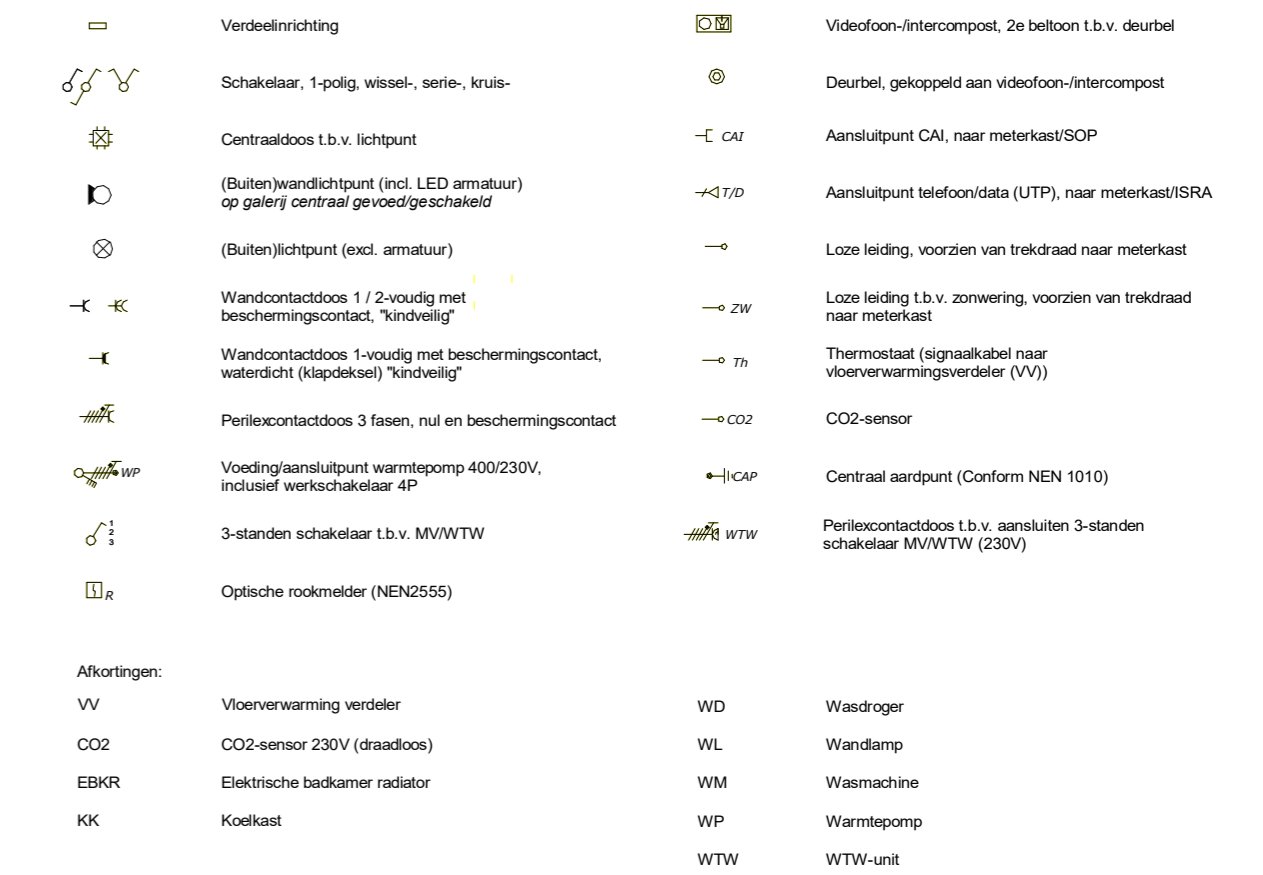 Verdeelinrichting
Schakelaar, 1-polig, wissel-, serie-, kruis-
Centraaldoos t.b.v. lichtpunt
(Buiten)wandlichtpunt (incl. LED armatuur)
op galerij centraal gevoed/geschakeld
(Buiten)lichtpunt (excl. armatuur)
Wandcontactdoos 1 / 2-voudig met
beschermingscontact, "kindveilig"
Wandcontactdoos 1-voudig met beschermingscontact,
waterdicht (klapdeksel) "kindveilig"
Perilexcontactdoos 3 fasen, nul en beschermingscontact
WP
Voeding/aansluitpunt warmtepomp 400/230V,
inclusief werkschakelaar 4P
1
2
3
3-standen schakelaar t.b.v. MV/WTW
R
Optische rookmelder (NEN2555)
Videofoon-/intercompost, 2e beltoon t.b.v. deurbel
Deurbel, gekoppeld aan videofoon-/intercompost
CAI
Aansluitpunt CAI, naar meterkast/SOP
T/D
Aansluitpunt telefoon/data (UTP), naar meterkast/ISRA
Loze leiding, voorzien van trekdraad naar meterkast
ZW
Loze leiding t.b.v. zonwering, voorzien van trekdraad
naar meterkast
Th
Thermostaat (signaalkabel naar
vloerverwarmingsverdeler (VV))
CO2
CO2-sensor
CAP
Centraal aardpunt (Conform NEN 1010)
WTW
Perilexcontactdoos t.b.v. aansluiten 3-standen
schakelaar MV/WTW (230V)
Afkortingen:
VV Vloerverwarming verdeler
CO2 CO2-sensor 230V (draadloos)
EBKR Elektrische badkamer radiator
KK Koelkast
WD Wasdroger
WL Wandlamp
WM Wasmachine
WP Warmtepomp
WTW WTW-unit